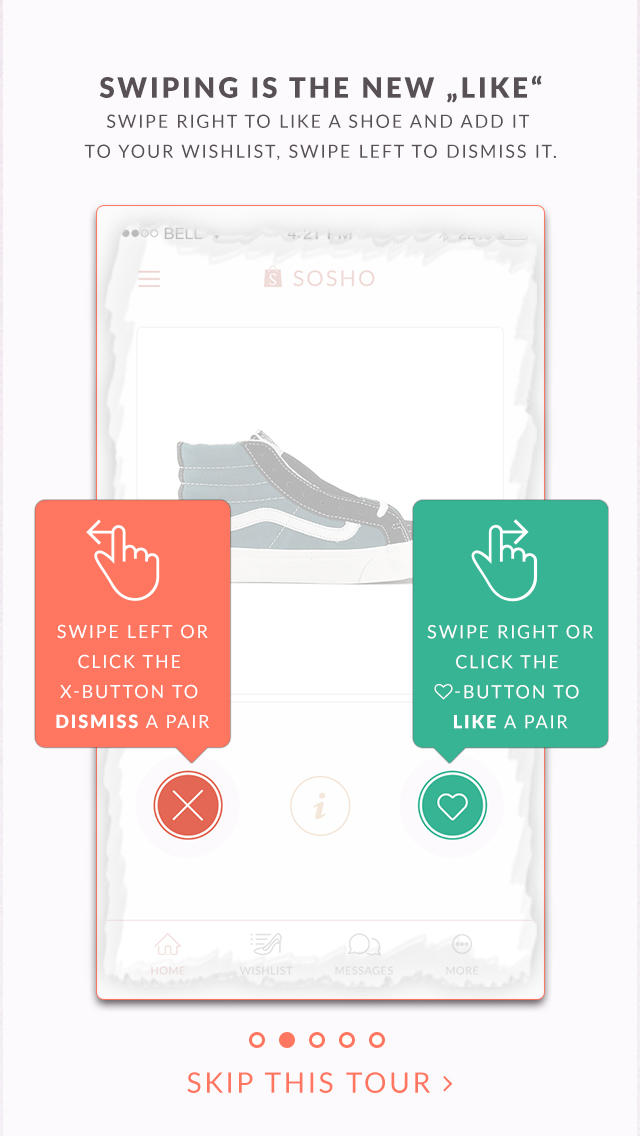 SWIPING IS THE NEW „LIKE“
SWIPE RIGHT TO LIKE A SHOE AND ADD IT
TO YOUR WISHLIST, SWIPE LEFT TO DISMISS IT.
BELL 4:21 PM
SOSHO
SWIPE LEFT OR
CLICK THE
X-BUTTON TO
DISMISS A PAIR
SWIPE RIGHT OR
CLICK THE
♡-BUTTON TO
LIKE A PAIR
i
HOME WISHLIST MESSAGES MORE
SKIP THIS TOUR >